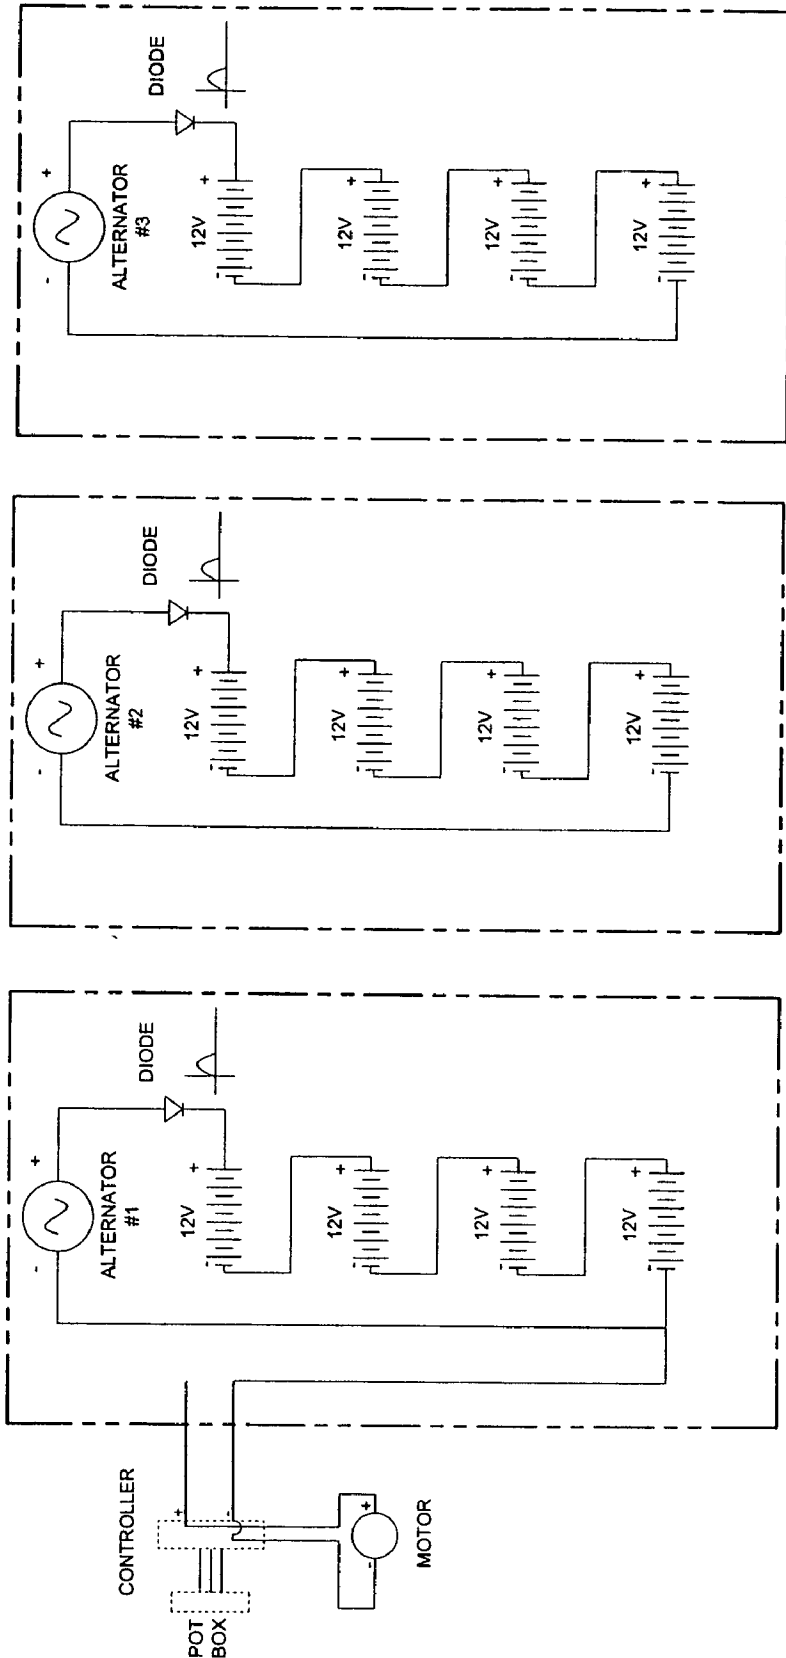 POT
BOX
CONTROLLER
+
-
MOTOR
-
+
ALTERNATOR
#1
-
+
DIODE
12V
-
+
12V
-
+
12V
-
+
12V
-
+
ALTERNATOR
#2
-
+
DIODE
12V
-
+
12V
-
+
12V
-
+
12V
-
+
ALTERNATOR
#3
-
+
DIODE
12V
-
+
12V
-
+
12V
-
+
12V
-
+